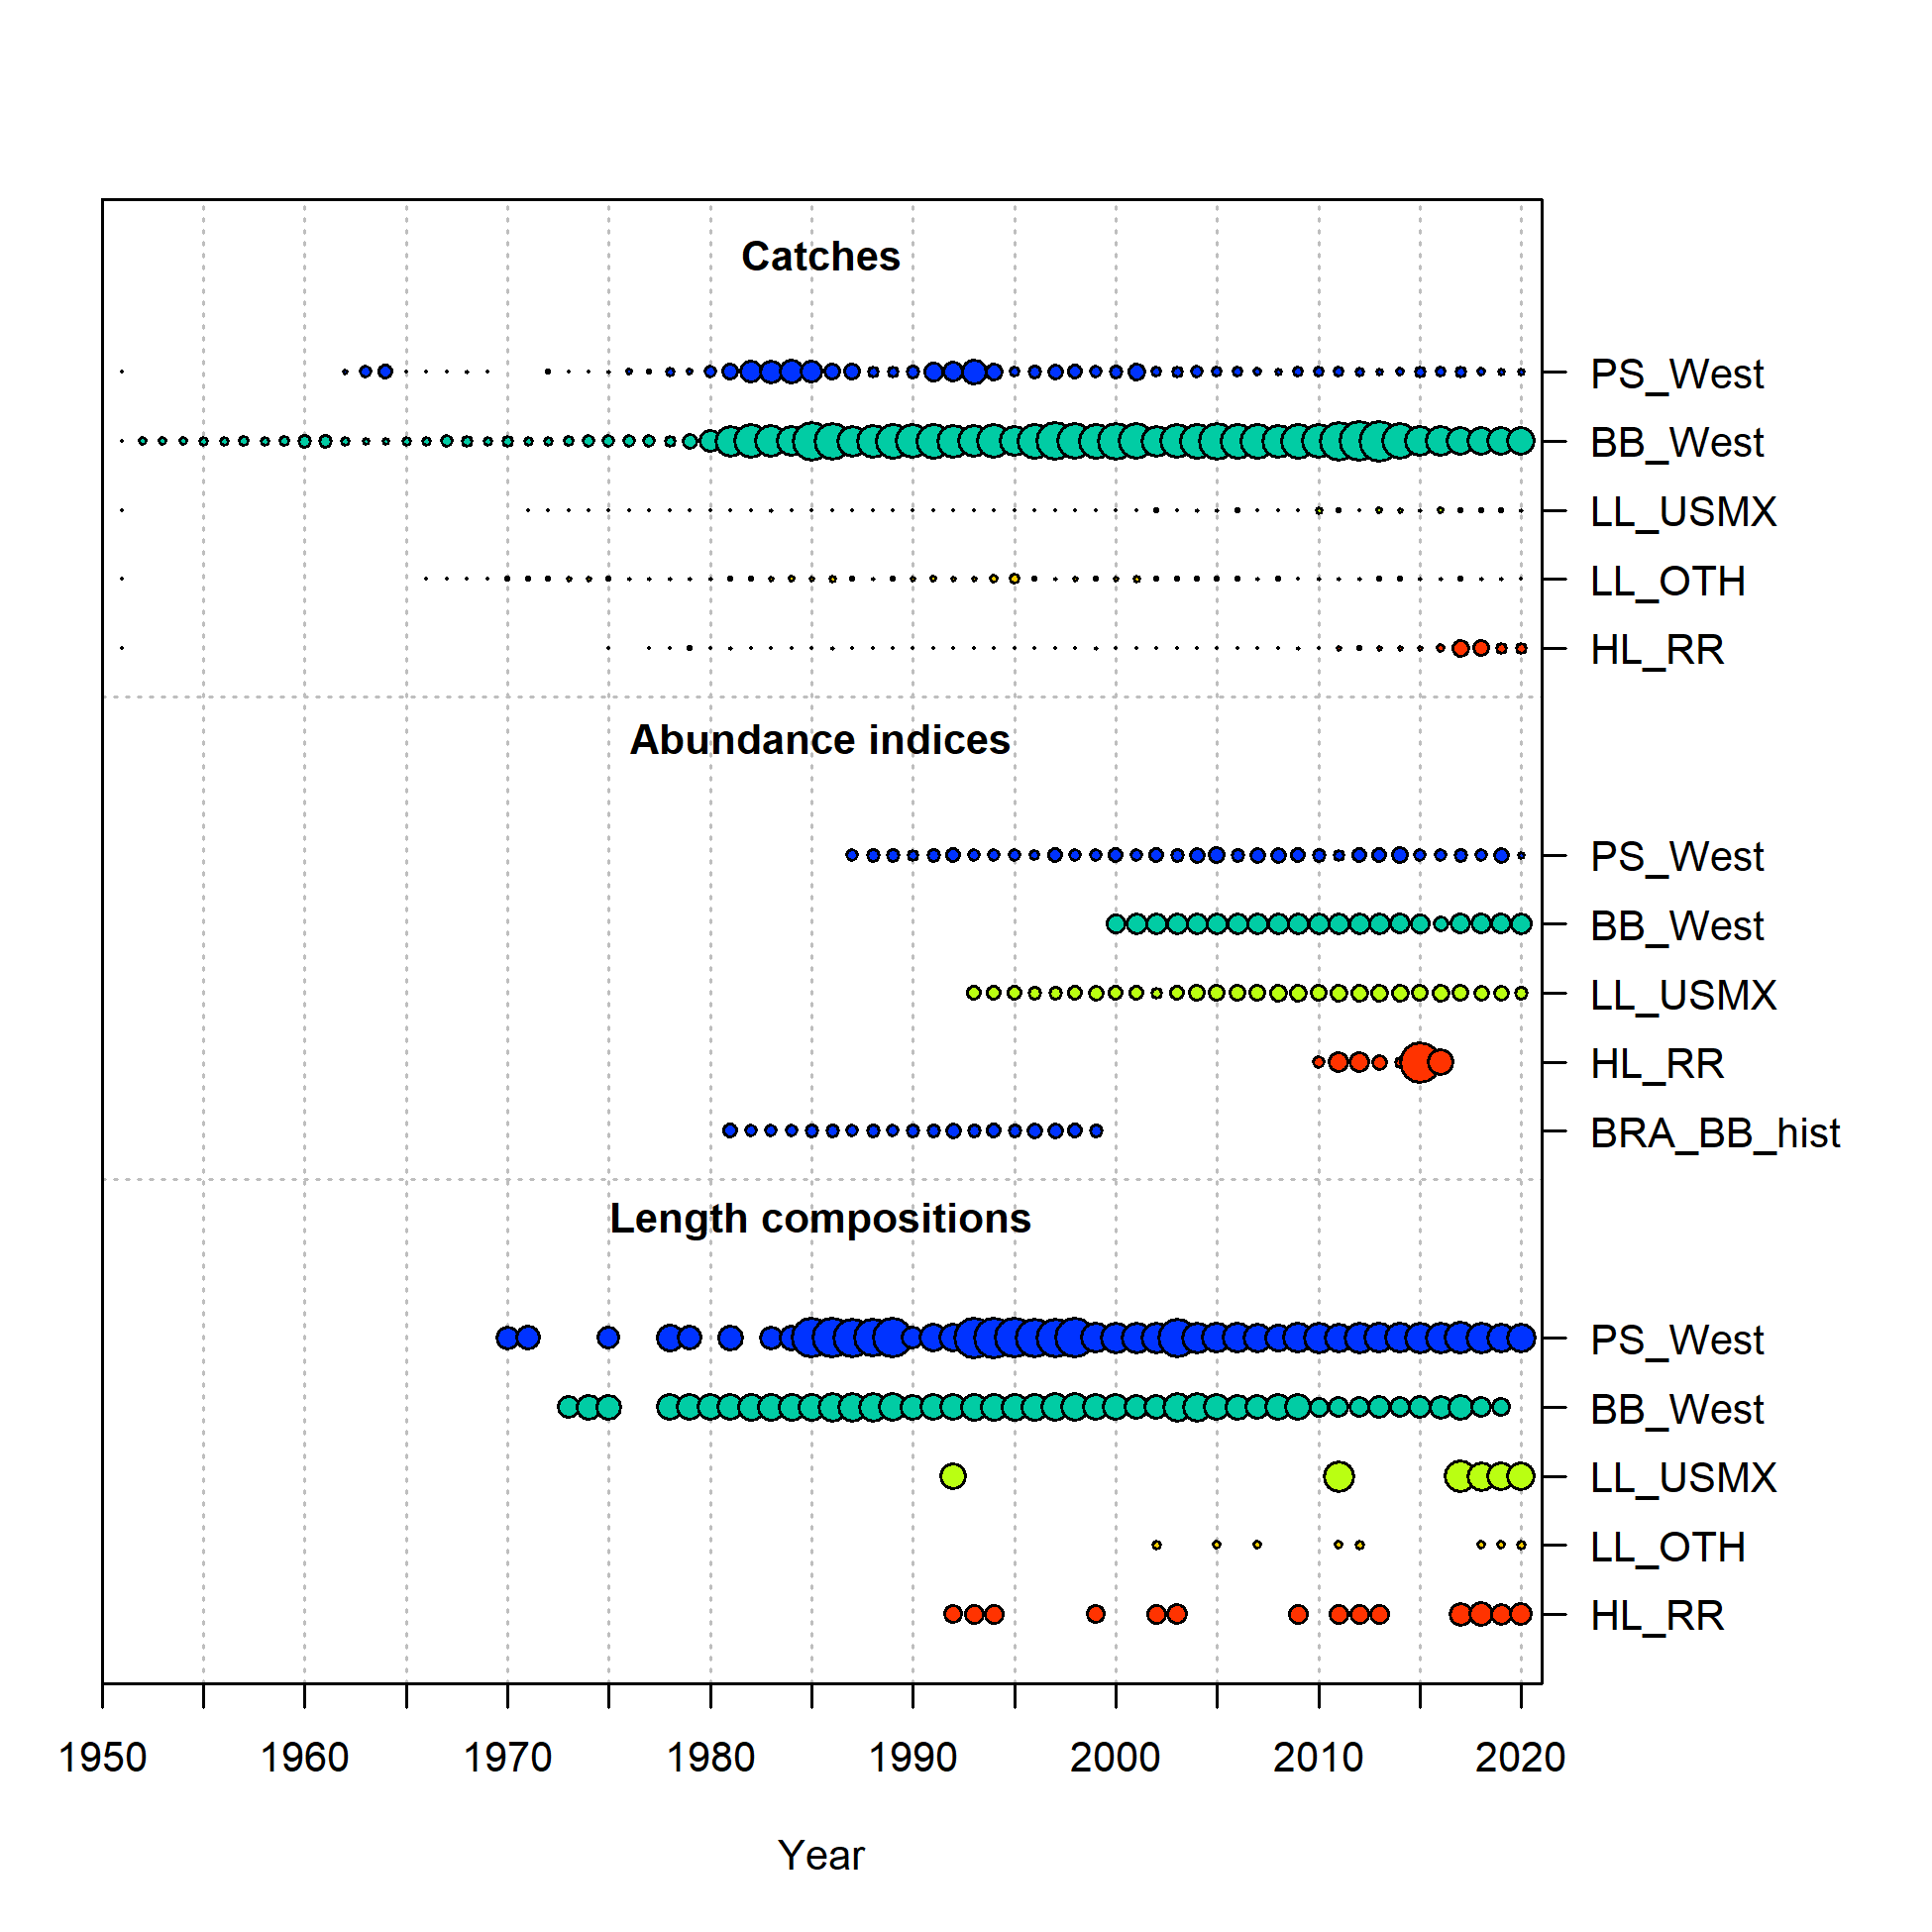 Catches
PS_West
BB_West
LL_USMX
LL_OTH
HL_RR
Abundance indices
PS_West
BB_West
LL_USMX
HL_RR
BRA_BB_hist
Length compositions
PS_West
BB_West
LL_USMX
LL_OTH
HL_RR
1950 1960 1970 1980 1990 2000 2010 2020
Year